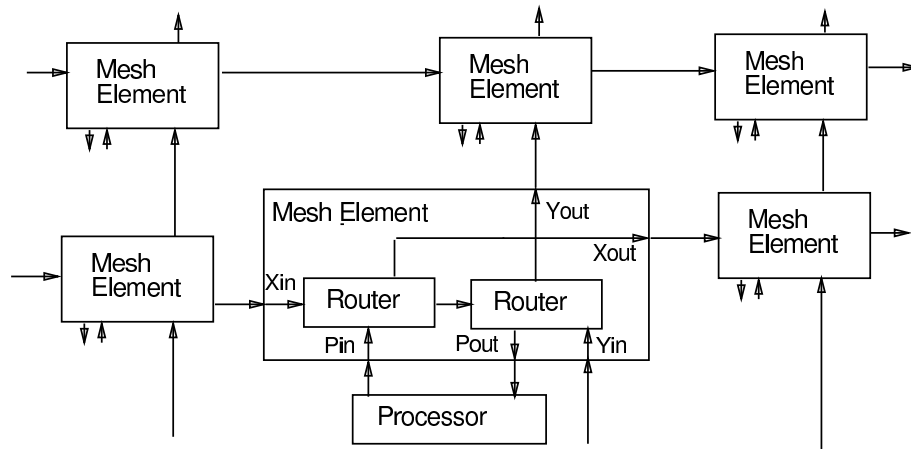 Mesh
Element
Mesh
Element
Mesh
Element
Mesh Element
Yout
Xout
Mesh
Element
Mesh
Element
Xin
Router
Router
Pin
Pout
Yin
Processor